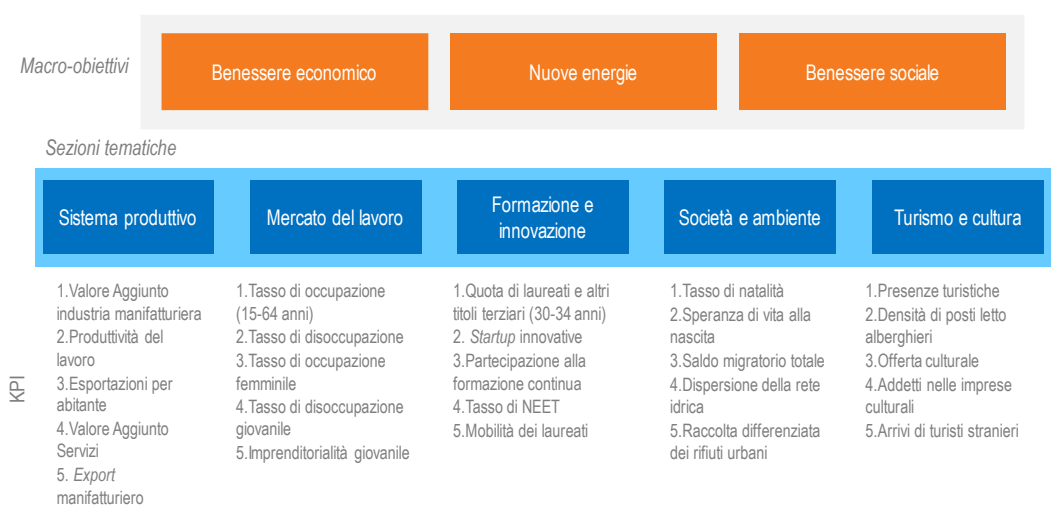 Macro-obiettivi
Benessere economico
Nuove energie
Benessere sociale
Sezioni tematiche
Sistema produttivo
Mercato del lavoro
Formazione e
innovazione
Società e ambiente
Turismo e cultura
KPI
1.Valore Aggiunto
industria manifatturiera
2.Produttività del
lavoro
3.Esportazioni per
abitante
4.Valore Aggiunto
Servizi
5. Export
manifatturiero
1.Tasso di occupazione
(15-64 anni)
2.Tasso di disoccupazione
3.Tasso di occupazione
femminile
4.Tasso di disoccupazione
giovanile
5.Imprenditorialità giovanile
1.Quota di laureati e altri
titoli terziari (30-34 anni)
2. Startup innovative
3.Partecipazione alla
formazione continua
4.Tasso di NEET
5.Mobilità dei laureati
1.Tasso di natalità
2.Speranza di vita alla
nascita
3.Saldo migratorio totale
4.Dispersione della rete
idrica
5.Raccolta differenziata
dei rifiuti urbani
1.Presenze turistiche
2.Densità di posti letto
alberghieri
3.Offerta culturale
4.Addetti nelle imprese
culturali
5.Arrivi di turisti stranieri